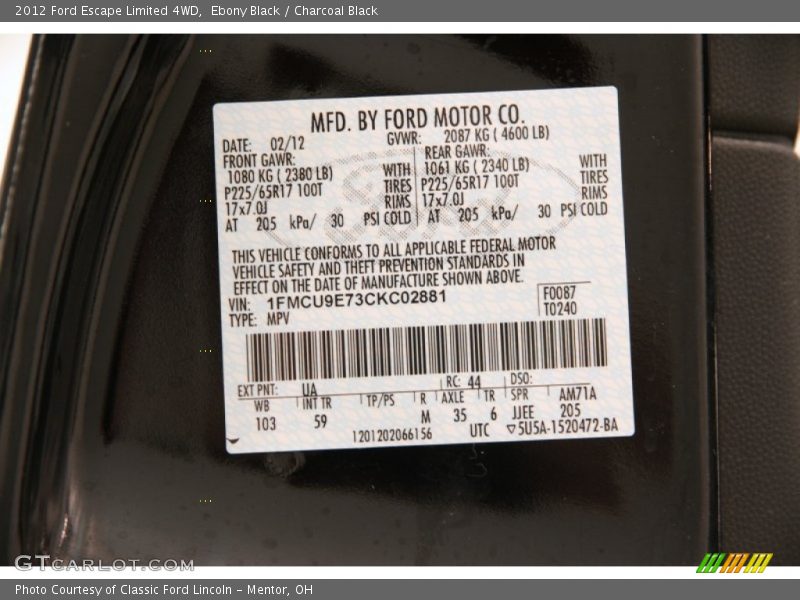 2012 Ford Escape Limited 4WD, Ebony Black / Charcoal Black
MFD. BY FORD MOTOR CO.
DATE: 02/12 GVWR: 2087 KG ( 4600 LB)
FRONT GAWR: REAR GAWR:
1080 KG ( 2380 LB) WITH 1061 KG ( 2340 LB) WITH
P225/65R17 100T TIRES P225/65R17 100T TIRES
17x7.0J RIMS 17x7.0J RIMS
AT 205 kPa/ 30 PSI COLD AT 205 kPa/ 30 PSI COLD
THIS VEHICLE CONFORMS TO ALL APPLICABLE FEDERAL MOTOR
VEHICLE SAFETY AND THEFT PREVENTION STANDARDS IN
EFFECT ON THE DATE OF MANUFACTURE SHOWN ABOVE.
VIN: 1FMCU9E73CKC02881 F0087
TYPE: MPV T0240
EXT PNT: UA RC: 44 DSO:
WB INT TR TP/PS R AXLE TR SPR AM71A
103 59 M 35 6 JJEE 205
1201202066156 UTC ▽5U5A-1520472-BA
GTCARLOT.COM
Photo Courtesy of Classic Ford Lincoln - Mentor, OH